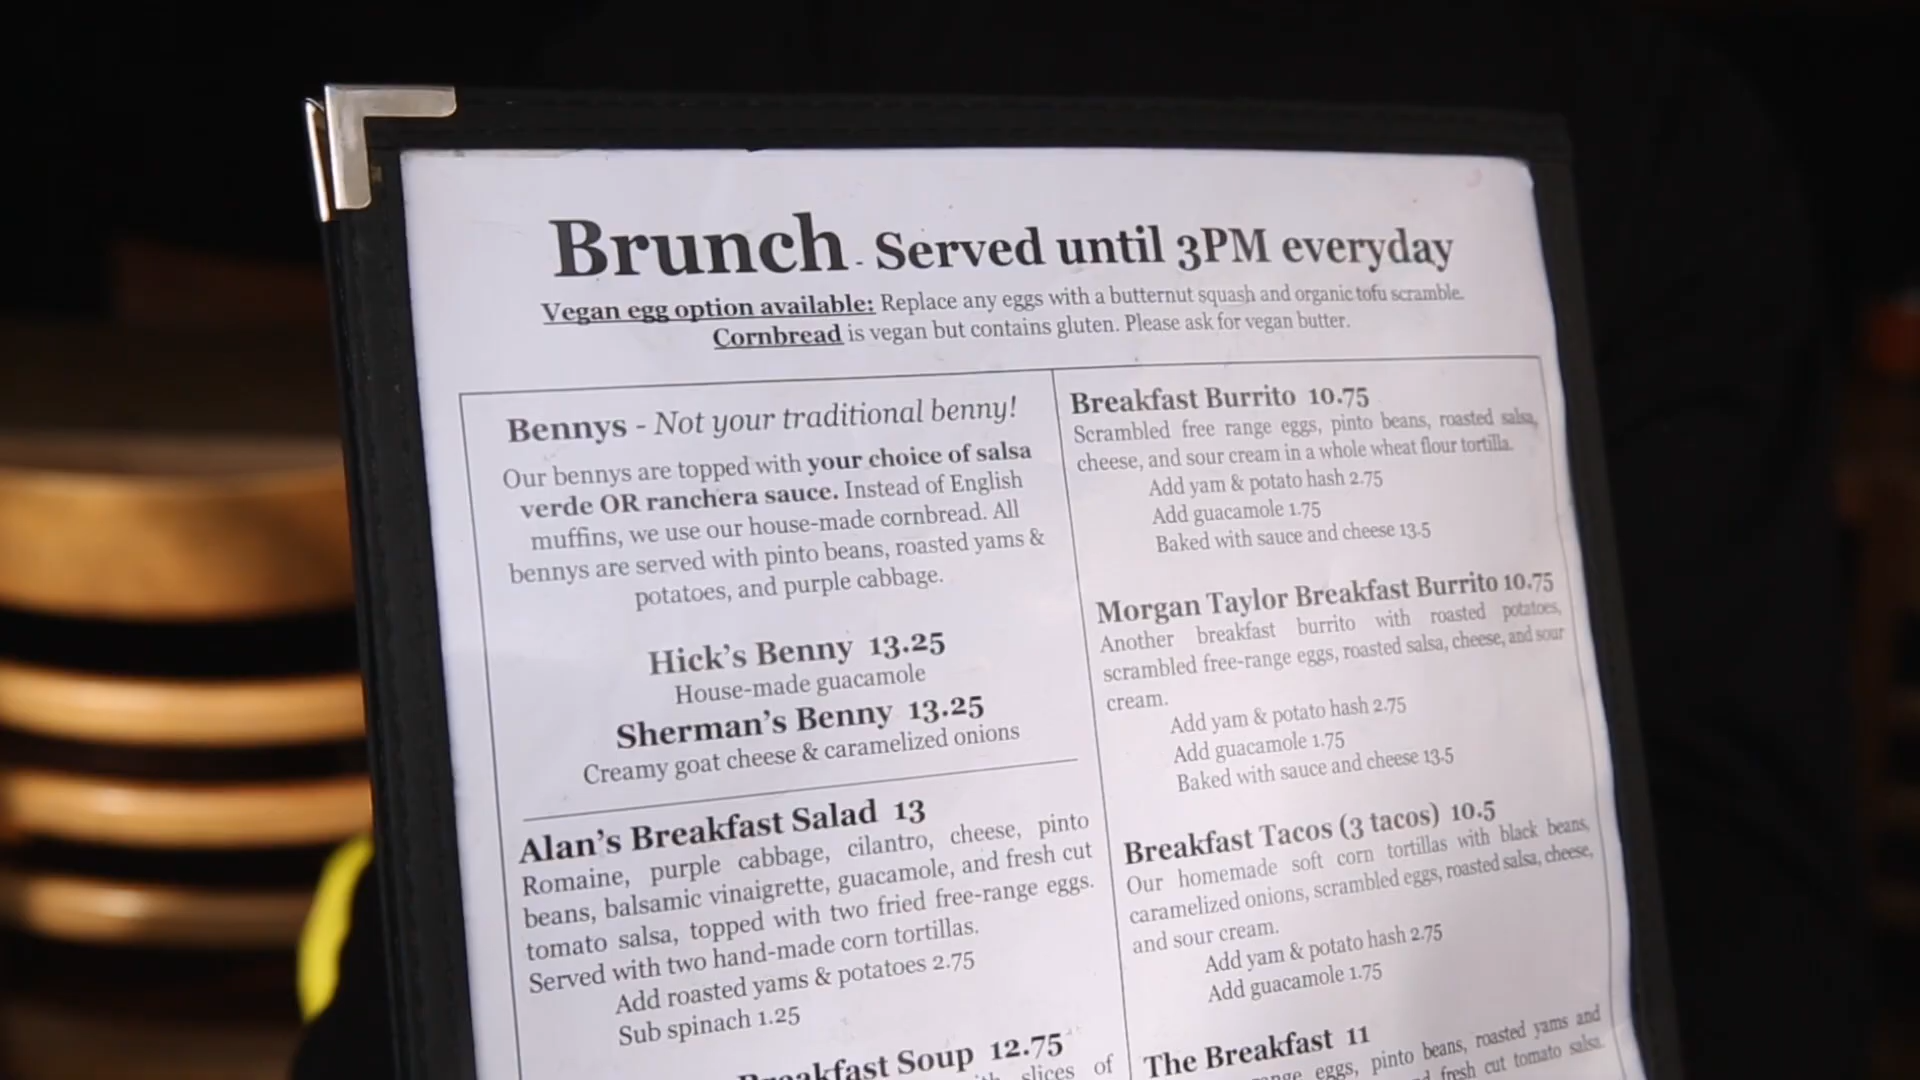 Brunch - Served until 3PM everyday
Vegan egg option available: Replace any eggs with a butternut squash and organic tofu scramble.
Cornbread is vegan but contains gluten. Please ask for vegan butter.
Bennys - Not your traditional benny!
Our bennys are topped with your choice of salsa
verde OR ranchera sauce. Instead of English
muffins, we use our house-made cornbread. All
bennys are served with pinto beans, roasted yams &
potatoes, and purple cabbage.
Hick's Benny 13.25
House-made guacamole
Sherman's Benny 13.25
Creamy goat cheese & caramelized onions
Alan's Breakfast Salad 13
Romaine, purple cabbage, cilantro, cheese, pinto
beans, balsamic vinaigrette, guacamole, and fresh cut
tomato salsa, topped with two fried free-range eggs.
Served with two hand-made corn tortillas.
Add roasted yams & potatoes 2.75
Sub spinach 1.25
Soup 12.75
slices of
Breakfast Burrito 10.75
Scrambled free range eggs, pinto beans, roasted salsa,
cheese, and sour cream in a whole wheat flour tortilla.
Add yam & potato hash 2.75
Add guacamole 1.75
Baked with sauce and cheese 13.5
Morgan Taylor Breakfast Burrito 10.75
Another breakfast burrito with roasted potatoes,
scrambled free-range eggs, roasted salsa, cheese, and sour
cream.
Add yam & potato hash 2.75
Add guacamole 1.75
Baked with sauce and cheese 13.5
Breakfast Tacos (3 tacos) 10.5
Our homemade soft corn tortillas with black beans,
caramelized onions, scrambled eggs, roasted salsa, cheese,
and sour cream.
Add yam & potato hash 2.75
Add guacamole 1.75
The Breakfast 11
eggs, pinto beans, roasted yams and
fresh cut tomato salsa.